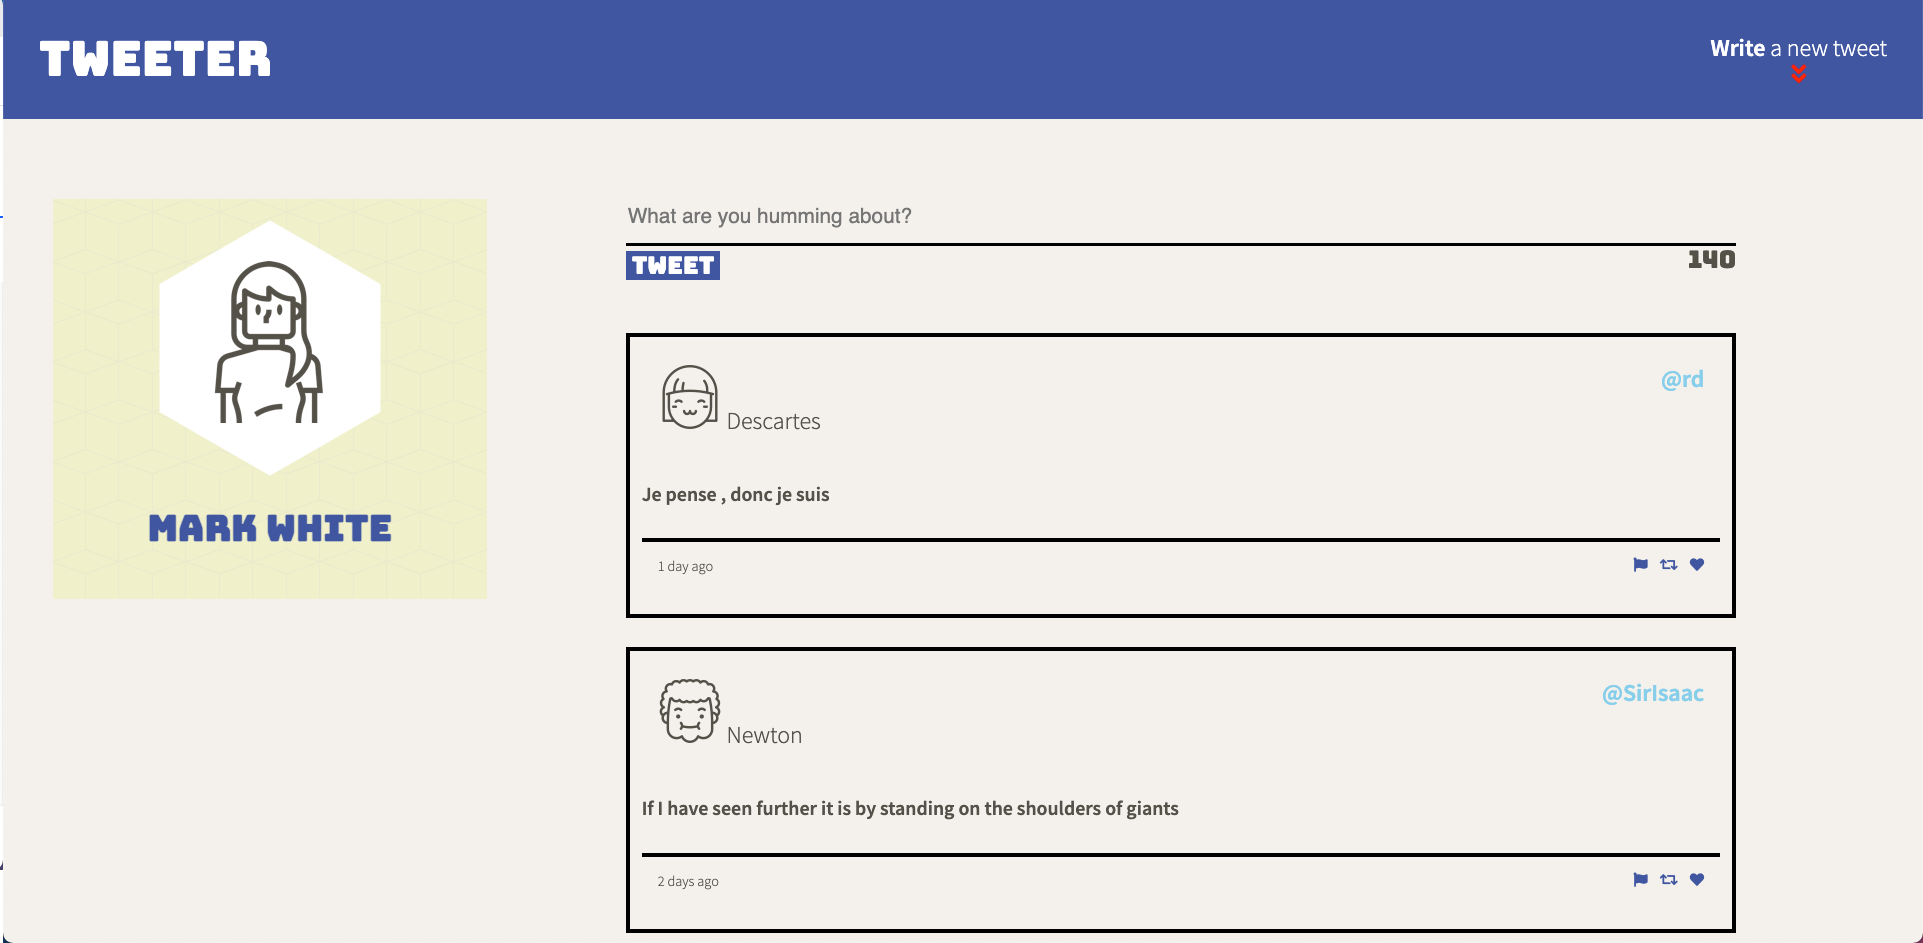 TWEETER
Write a new tweet
MARK WHITE
What are you humming about?
TWEET
140
@rd
Descartes
Je pense , donc je suis
1 day ago
@SirIsaac
Newton
If I have seen further it is by standing on the shoulders of giants
2 days ago